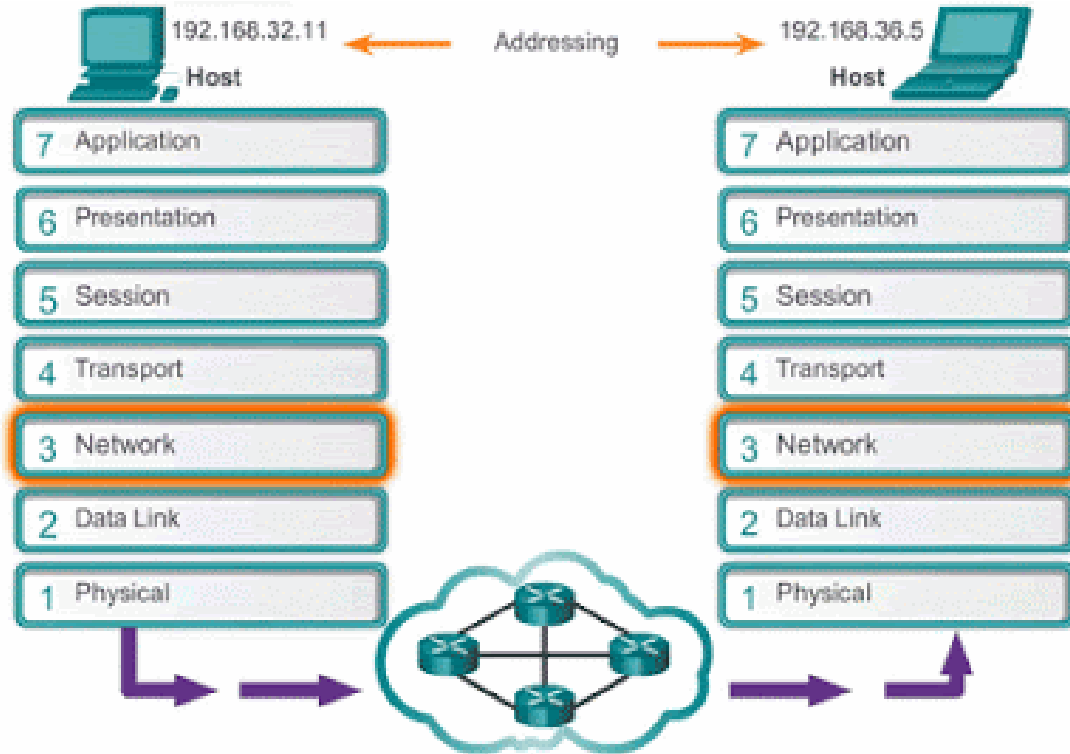 192.168.32.11
Addressing
192.168.36.5
Host
Host
7 Application
6 Presentation
5 Session
4 Transport
3 Network
2 Data Link
1 Physical
7 Application
6 Presentation
5 Session
4 Transport
3 Network
2 Data Link
1 Physical